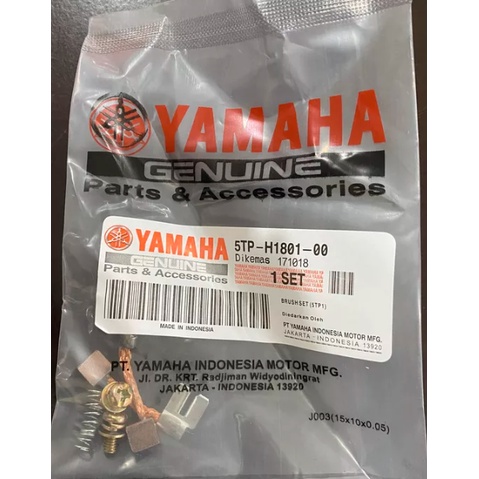 YAMAHA
GENUINE
Parts & Accessories
YAMAHA
GENUINE
Parts & Accessories
MADE IN INDONESIA
5TP-H1801-00
Dikemas 171018
1 SET
BRUSH SET (5TP1)
Diedarkan Oleh
PT YAMAHA INDONESIA MOTOR MFG.
JAKARTA - INDONESIA 13920
PT. YAMAHA INDONESIA MOTOR MFG.
Jl. DR. KRT. Radjiman Widyodiningrat
JAKARTA - INDONESIA 13920
J003(15x10x0.05)